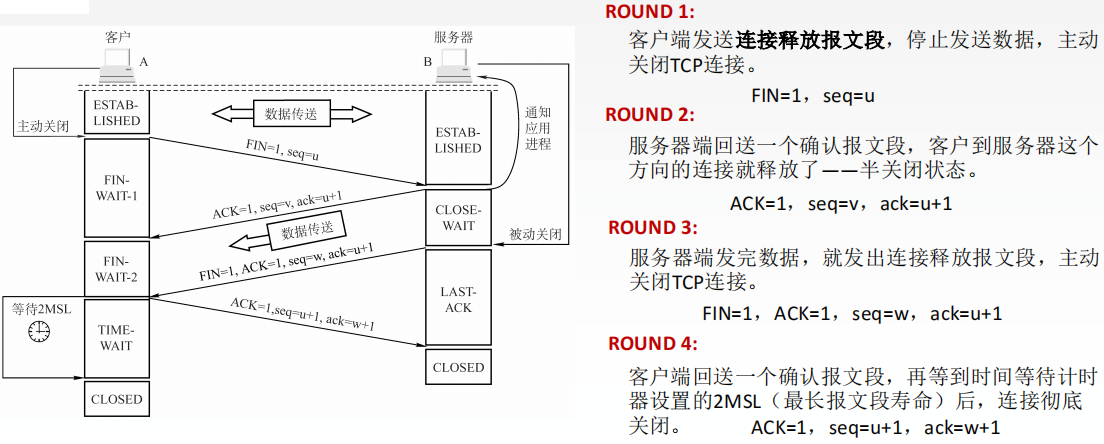 客户
服务器
A
B
ESTAB-
LISHED
数据传送
通知
应用
进程
主动关闭
FIN=1, seq=u
ESTAB-
LISHED
FIN-
WAIT-1
ACK=1, seq=v, ack=u+1
CLOSE-
WAIT
数据传送
被动关闭
FIN-
WAIT-2
FIN=1, ACK=1, seq=w, ack=u+1
LAST-
ACK
等待2MSL
ACK=1,seq=u+1, ack=w+1
TIME-
WAIT
CLOSED
CLOSED
ROUND 1:
客户端发送连接释放报文段，停止发送数据，主动
关闭TCP连接。
FIN=1，seq=u
ROUND 2:
服务器端回送一个确认报文段，客户到服务器这个
方向的连接就释放了——半关闭状态。
ACK=1，seq=v，ack=u+1
ROUND 3:
服务器端发完数据，就发出连接释放报文段，主动
关闭TCP连接。
FIN=1，ACK=1，seq=w，ack=u+1
ROUND 4:
客户端回送一个确认报文段，再等到时间等待计时
器设置的2MSL（最长报文段寿命）后，连接彻底
关闭。 ACK=1，seq=u+1，ack=w+1